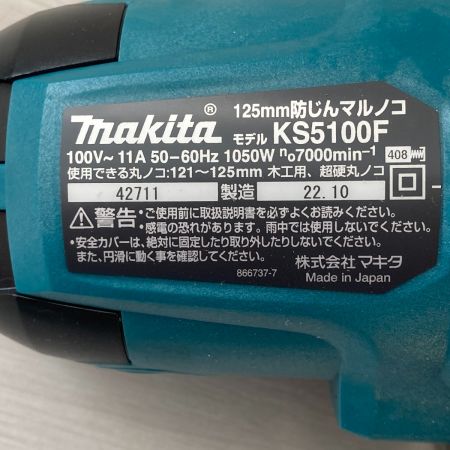 125mm防じんマルノコ
makita® モデル KS5100F
100V～ 11A 50－60Hz 1050W n₀7000min⁻¹ 408
使用できる丸ノコ：121～125mm 木工用、超硬丸ノコ
42711 製造 22.10
警告・ご使用前に取扱説明書を必ずよくお読みください。
・感電の恐れがあります。雨中では使用しないでください。
・安全カバーは、絶対に固定したり取り外したりしないでください。
また、円滑に動く事を確認してください。
866737-7 株式会社 マキタ
Made in Japan